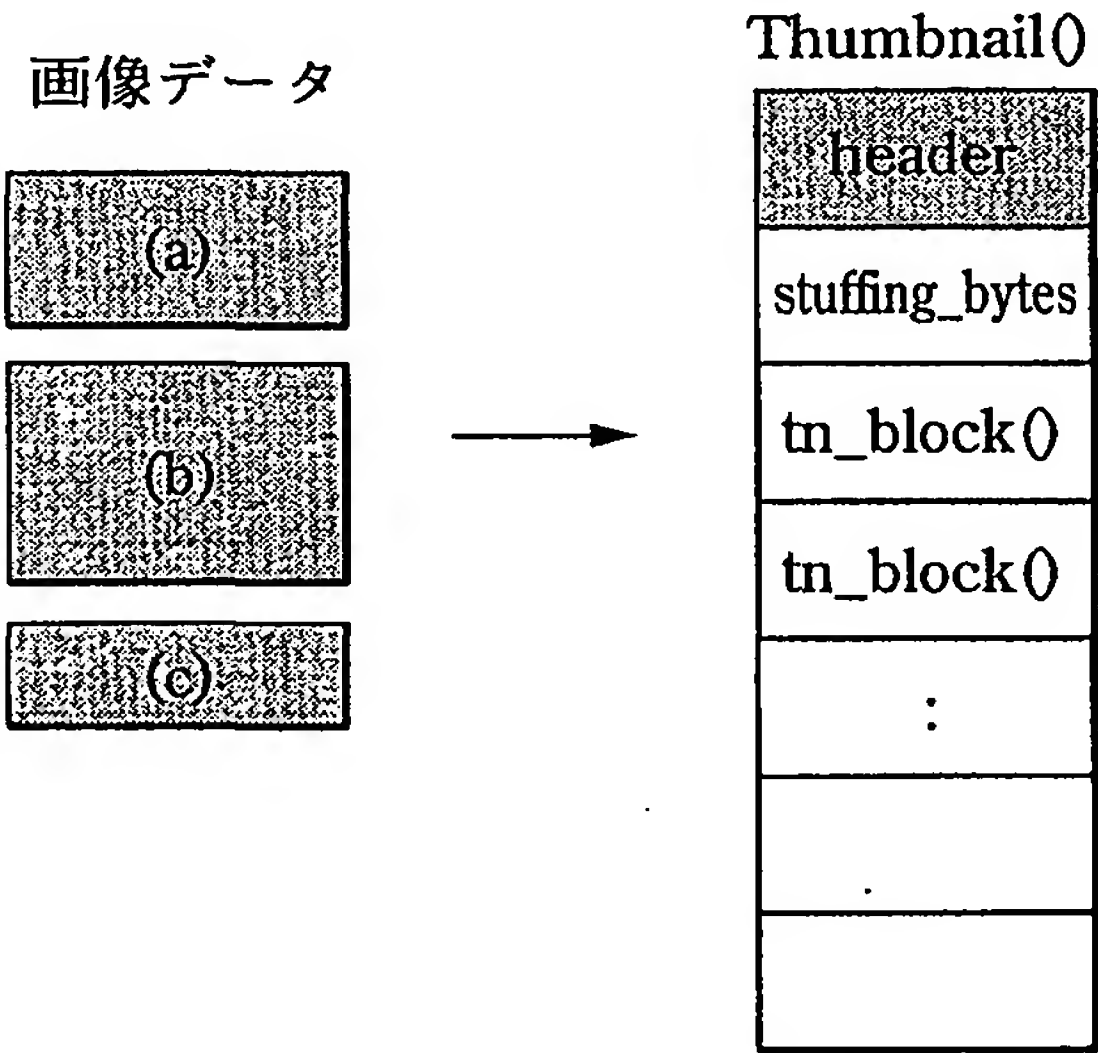 画像データ
(a)
(b)
(c)
Thumbnail()
header
stuffing_bytes
tn_block()
tn_block()
: